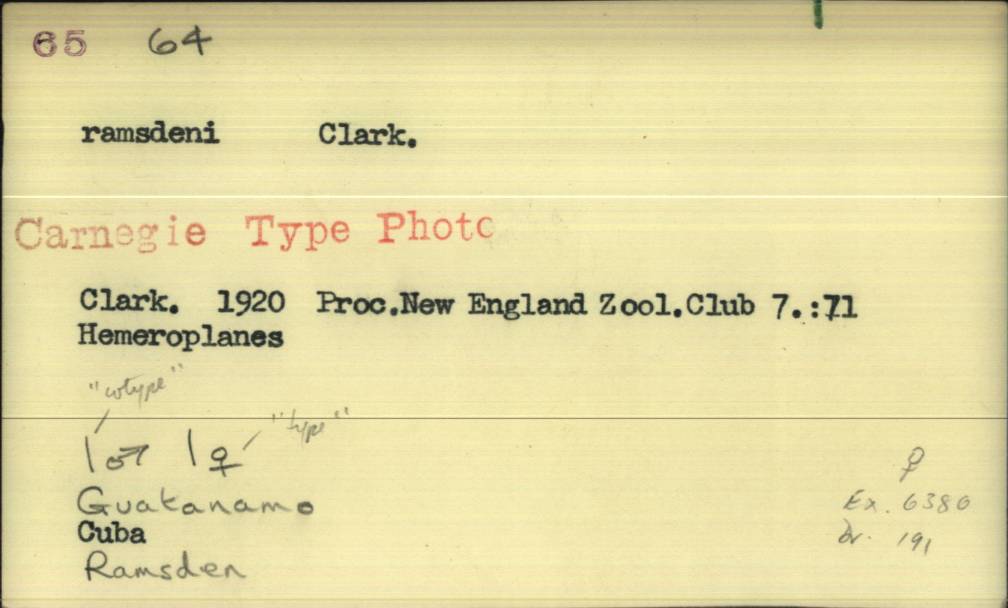 65 64
ramsdeni Clark.
Carnegie Type Photo
Clark. 1920 Proc.New England Zool.Club 7.:71
Hemeroplanes
"cotype"
"type"
1♂ 1♀
Guatanamo
Cuba
Ramsden
♀
Ex. 6380
Dr. 191